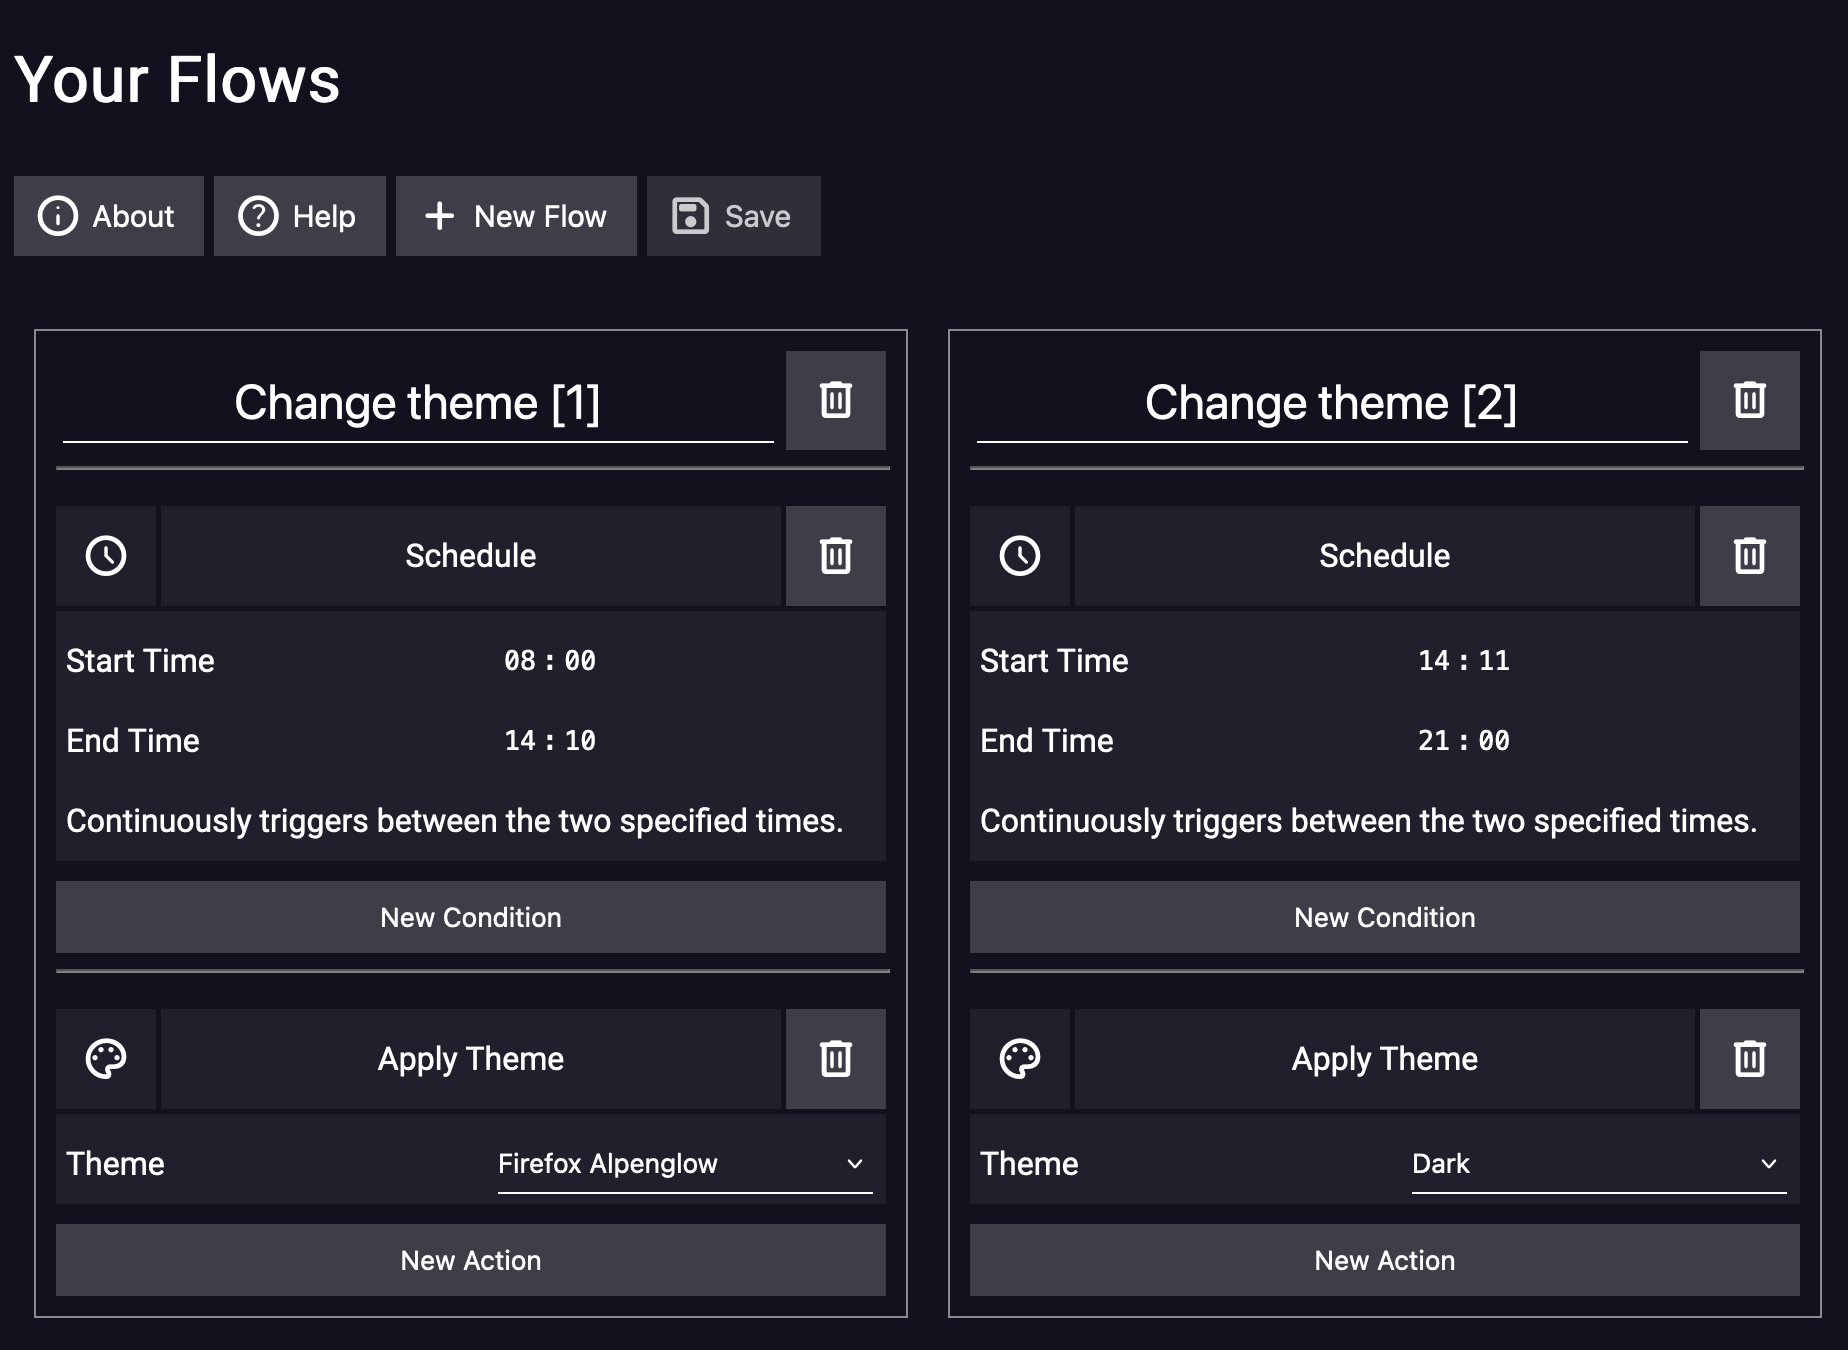 Your Flows
About Help New Flow Save
Change theme [1]
Schedule
Start Time 08 : 00
End Time 14 : 10
Continuously triggers between the two specified times.
New Condition
Apply Theme
Theme Firefox Alpenglow
New Action
Change theme [2]
Schedule
Start Time 14 : 11
End Time 21 : 00
Continuously triggers between the two specified times.
New Condition
Apply Theme
Theme Dark
New Action